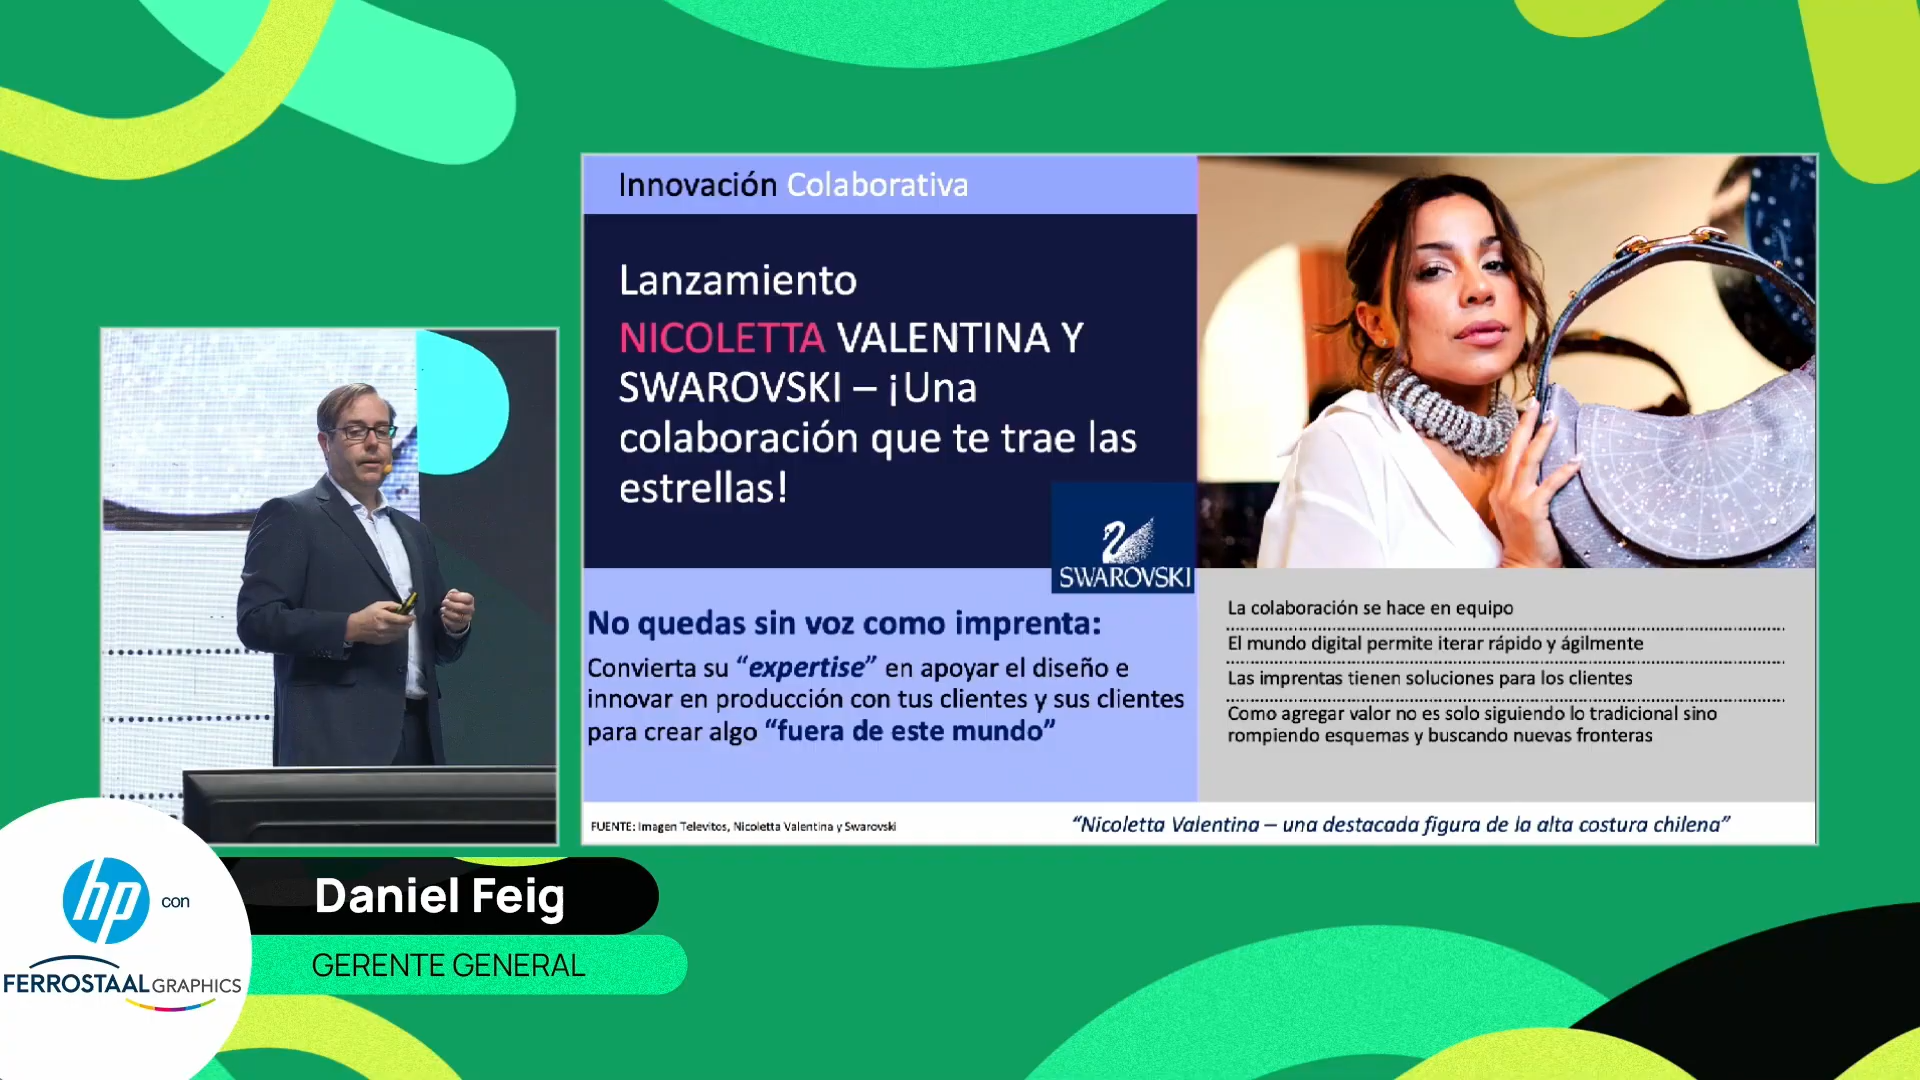 Innovación Colaborativa
Lanzamiento
NICOLETTA VALENTINA Y
SWAROVSKI – ¡Una
colaboración que te trae las
estrellas!
SWAROVSKI
No quedas sin voz como imprenta:
Convierta su “expertise” en apoyar el diseño e
innovar en producción con tus clientes y sus clientes
para crear algo “fuera de este mundo”
La colaboración se hace en equipo
El mundo digital permite iterar rápido y ágilmente
Las imprentas tienen soluciones para los clientes
Como agregar valor no es solo siguiendo lo tradicional sino
rompiendo esquemas y buscando nuevas fronteras
FUENTE: Imagen Televitos, Nicoletta Valentina y Swarovski
“Nicoletta Valentina – una destacada figura de la alta costura chilena”
hp con
FERROSTAAL GRAPHICS
Daniel Feig
GERENTE GENERAL